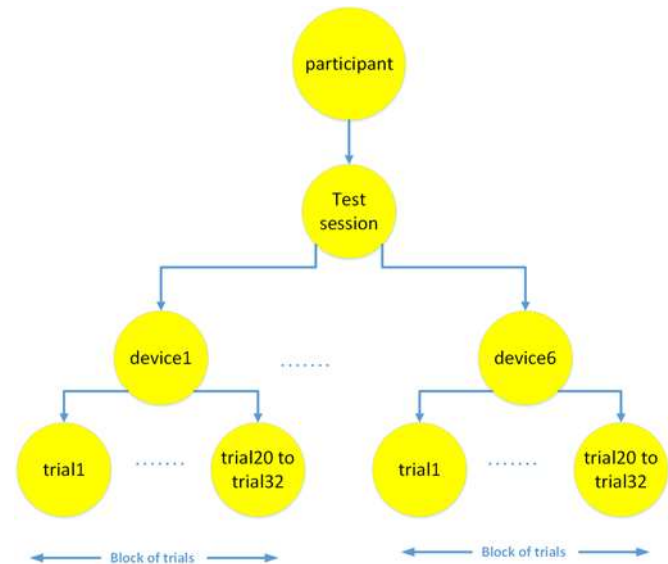 participant
Test
session
device1
.......
device6
trial1
.......
trial20 to
trial32
trial1
.......
trial20 to
trial32
Block of trials
Block of trials